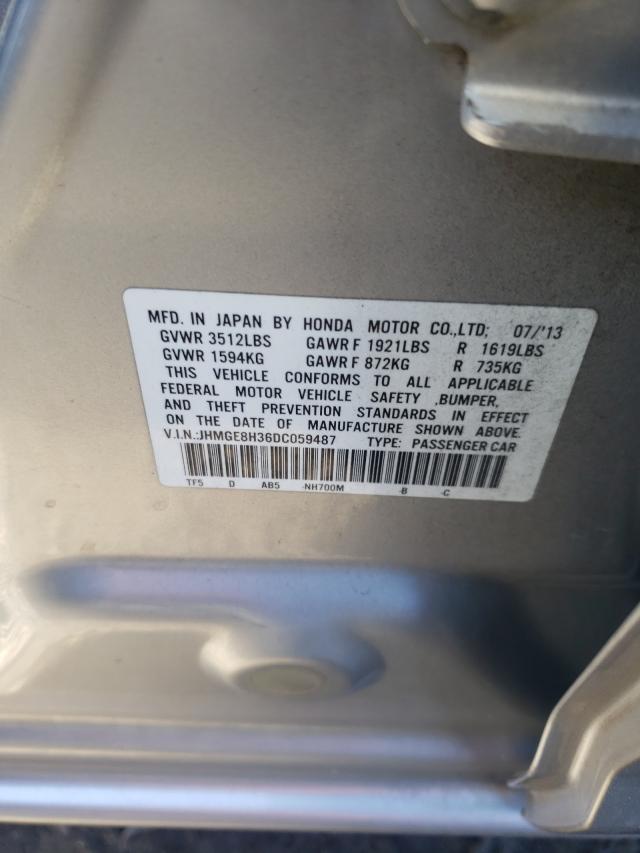 MFD. IN JAPAN BY HONDA MOTOR CO.,LTD; 07/'13
GVWR 3512LBS GAWR F 1921LBS R 1619LBS
GVWR 1594KG GAWR F 872KG R 735KG
THIS VEHICLE CONFORMS TO ALL APPLICABLE
FEDERAL MOTOR VEHICLE SAFETY ,BUMPER,
AND THEFT PREVENTION STANDARDS IN EFFECT
ON THE DATE OF MANUFACTURE SHOWN ABOVE.
V.I.N.:JHMGE8H36DC059487 TYPE: PASSENGER CAR
TF5 D AB5 -NH700M -B -C